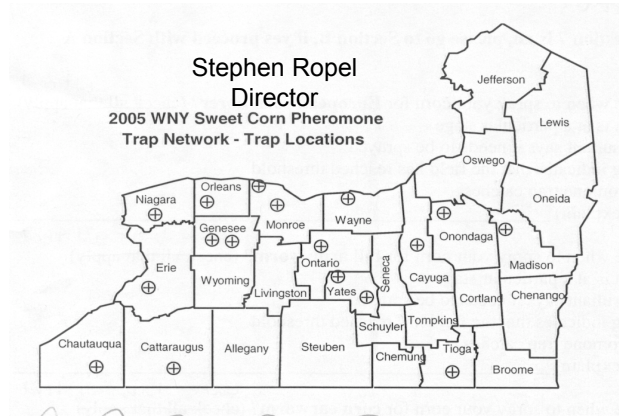 Stephen Ropel
Director
2005 WNY Sweet Corn Pheromone
Trap Network - Trap Locations
Jefferson
Lewis
Oswego
Oneida
Niagara
Orleans
Monroe
Wayne
Genesee
Onondaga
Madison
Erie
Wyoming
Livingston
Ontario
Yates
Seneca
Cayuga
Cortland
Chenango
Schuyler
Tompkins
Chautauqua
Cattaraugus
Allegany
Steuben
Chemung
Tioga
Broome